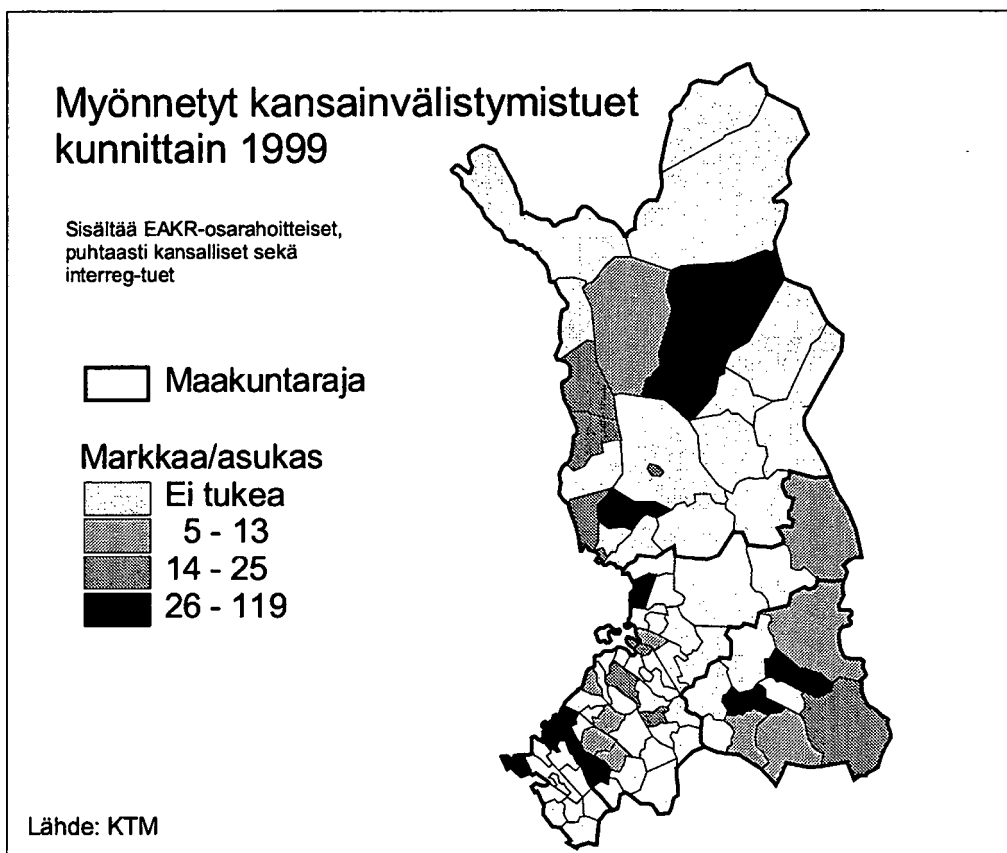 Myönnetyt kansainvälistymistuet
kunnittain 1999
Sisältää EAKR-osarahoitteiset,
puhtaasti kansalliset sekä
interreg-tuet
Maakuntaraja
Markkaa/asukas
Ei tukea
5 - 13
14 - 25
26 - 119
Lähde: KTM